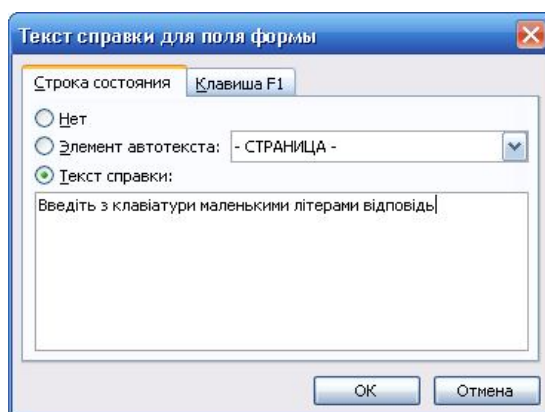 Текст справки для поля формы
Строка состояния Клавиша F1
Нет
Элемент автотекста: - СТРАНИЦА -
Текст справки:
Введіть з клавіатури маленькими літерами відповідь
ОК Отмена